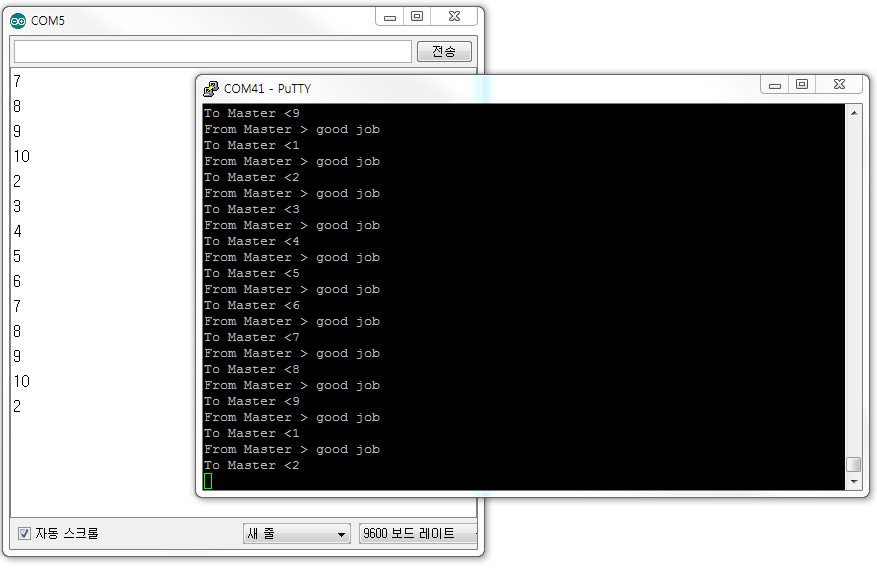 COM5
전송
7
8
9
10
2
3
4
5
6
7
8
9
10
2
자동 스크롤
새 줄
9600 보드 레이트
COM41 - PuTTY
To Master <9
From Master > good job
To Master <1
From Master > good job
To Master <2
From Master > good job
To Master <3
From Master > good job
To Master <4
From Master > good job
To Master <5
From Master > good job
To Master <6
From Master > good job
To Master <7
From Master > good job
To Master <8
From Master > good job
To Master <9
From Master > good job
To Master <1
From Master > good job
To Master <2